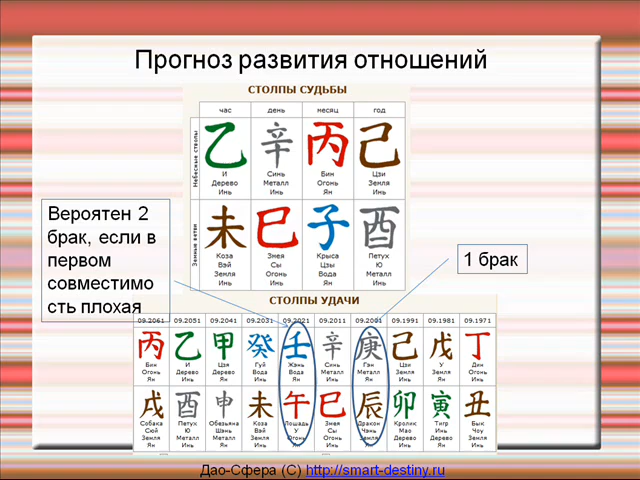 Прогноз развития отношений
СТОЛПЫ СУДЬБЫ
час день месяц год
Небесные стволы
乙 辛 丙 己
И Синь Бин Цзи
Дерево Металл Огонь Земля
Инь Инь Ян Инь
Земные ветви
未 巳 子 酉
Коза Змея Крыса Петух
Вэй Сы Цзы Ю
Земля Огонь Вода Металл
Инь Инь Ян Инь
Вероятен 2
брак, если в
первом
совместимо
сть плохая
1 брак
СТОЛПЫ УДАЧИ
09.2061 09.2051 09.2041 09.2031 09.2021 09.2011 09.2001 09.1991 09.1981 09.1971
丙 乙 甲 癸 壬 辛 庚 己 戊 丁
Бин И Цзя Гуй Жэнь Синь Гэн Цзи У Дин
Огонь Дерево Дерево Вода Вода Металл Металл Земля Земля Огонь
Ян Инь Ян Инь Ян Инь Ян Инь Ян Инь
戌 酉 申 未 午 巳 辰 卯 寅 丑
Собака Петух Обезьяна Коза Лошадь Змея Дракон Кролик Тигр Бык
Сюй Ю Шэнь Вэй У Сы Чэнь Мао Инь Чоу
Земля Металл Металл Земля Огонь Огонь Земля Дерево Дерево Земля
Ян Инь Ян Инь Ян Инь Ян Инь Ян Инь
Дао-Сфера (С) http://smart-destiny.ru